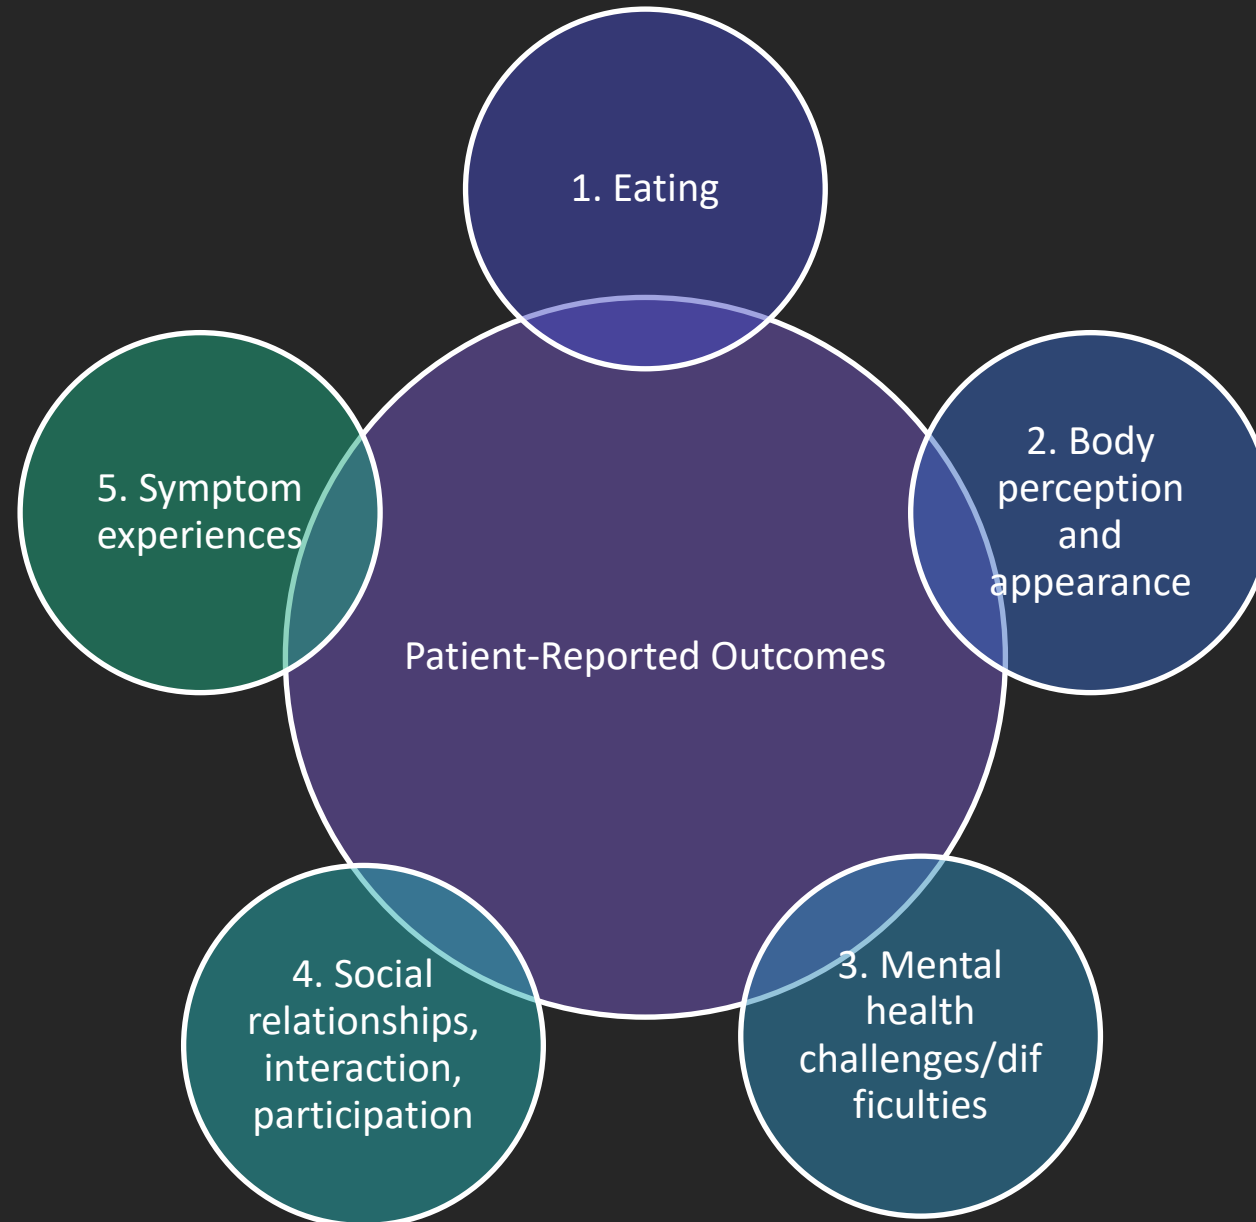 1. Eating
2. Body
perception
and
appearance
5. Symptom
experiences
Patient-Reported Outcomes
3. Mental
health
challenges/dif
ficulties
4. Social
relationships,
interaction,
participation